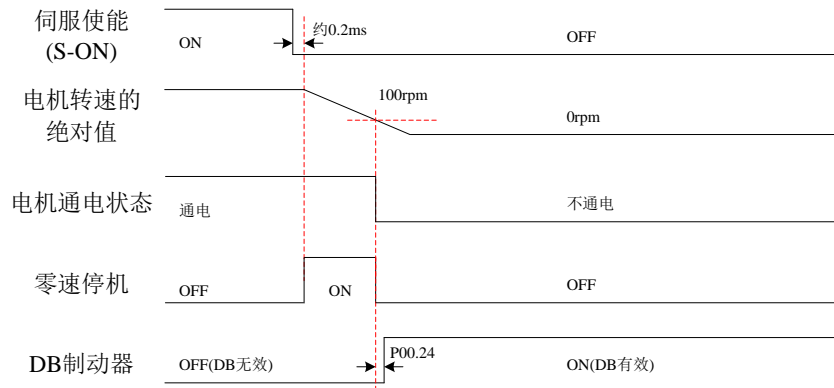 伺服使能
(S-ON)
ON
约0.2ms
OFF
电机转速的
绝对值
100rpm
0rpm
电机通电状态
通电
不通电
零速停机
OFF
ON
OFF
DB制动器
OFF(DB无效)
P00.24
ON(DB有效)